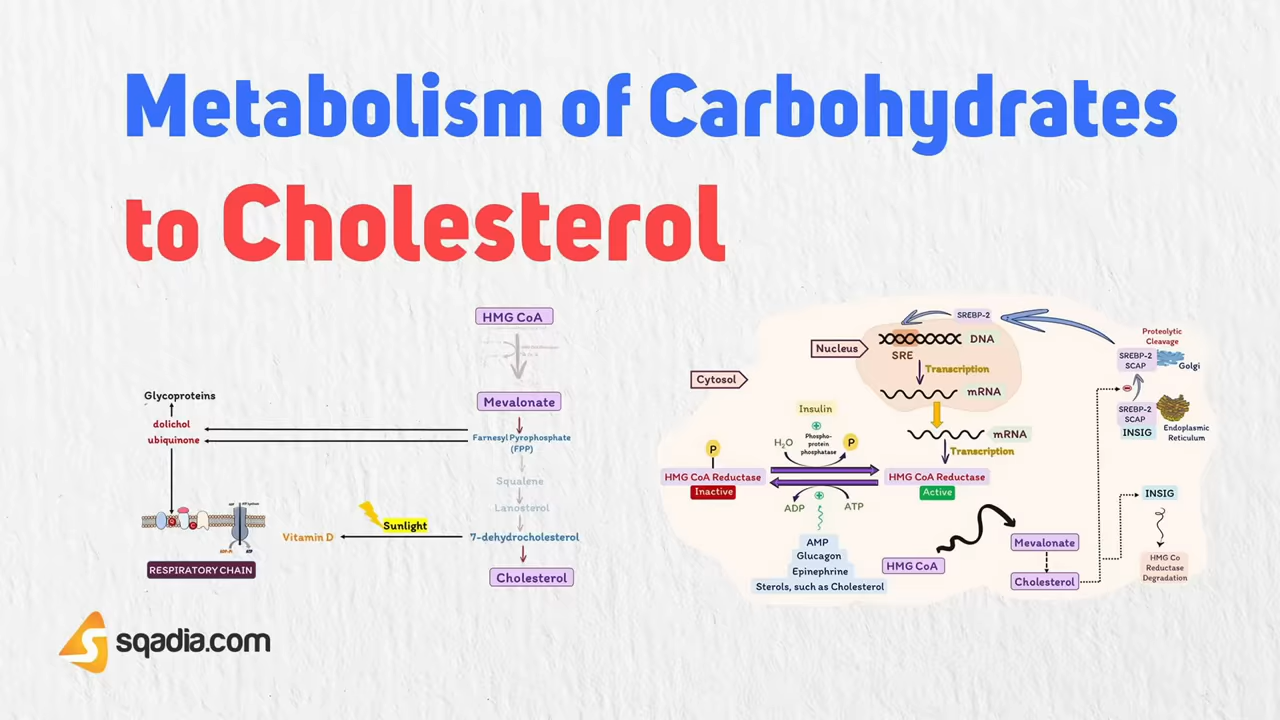 Metabolism of Carbohydrates
to Cholesterol
HMG CoA
Mevalonate
Farnesyl Pyrophosphate
(FPP)
Squalene
Lanosterol
7-dehydrocholesterol
Cholesterol
Glycoproteins
dolichol
ubiquinone
Sunlight
Vitamin D
RESPIRATORY CHAIN
Cytosol
Nucleus
SREBP-2
DNA
SRE
Transcription
mRNA
mRNA
Transcription
Proteolytic
Cleavage
SREBP-2
SCAP
Golgi
SREBP-2
SCAP
INSIG
Endoplasmic
Reticulum
Insulin
H₂O
Phospho-
protein
phosphatase
P
P
HMG CoA Reductase
Inactive
HMG CoA Reductase
Active
ADP
ATP
AMP
Glucagon
Epinephrine
Sterols, such as Cholesterol
HMG CoA
Mevalonate
Cholesterol
INSIG
HMG Co
Reductase
Degradation
sqadia.com